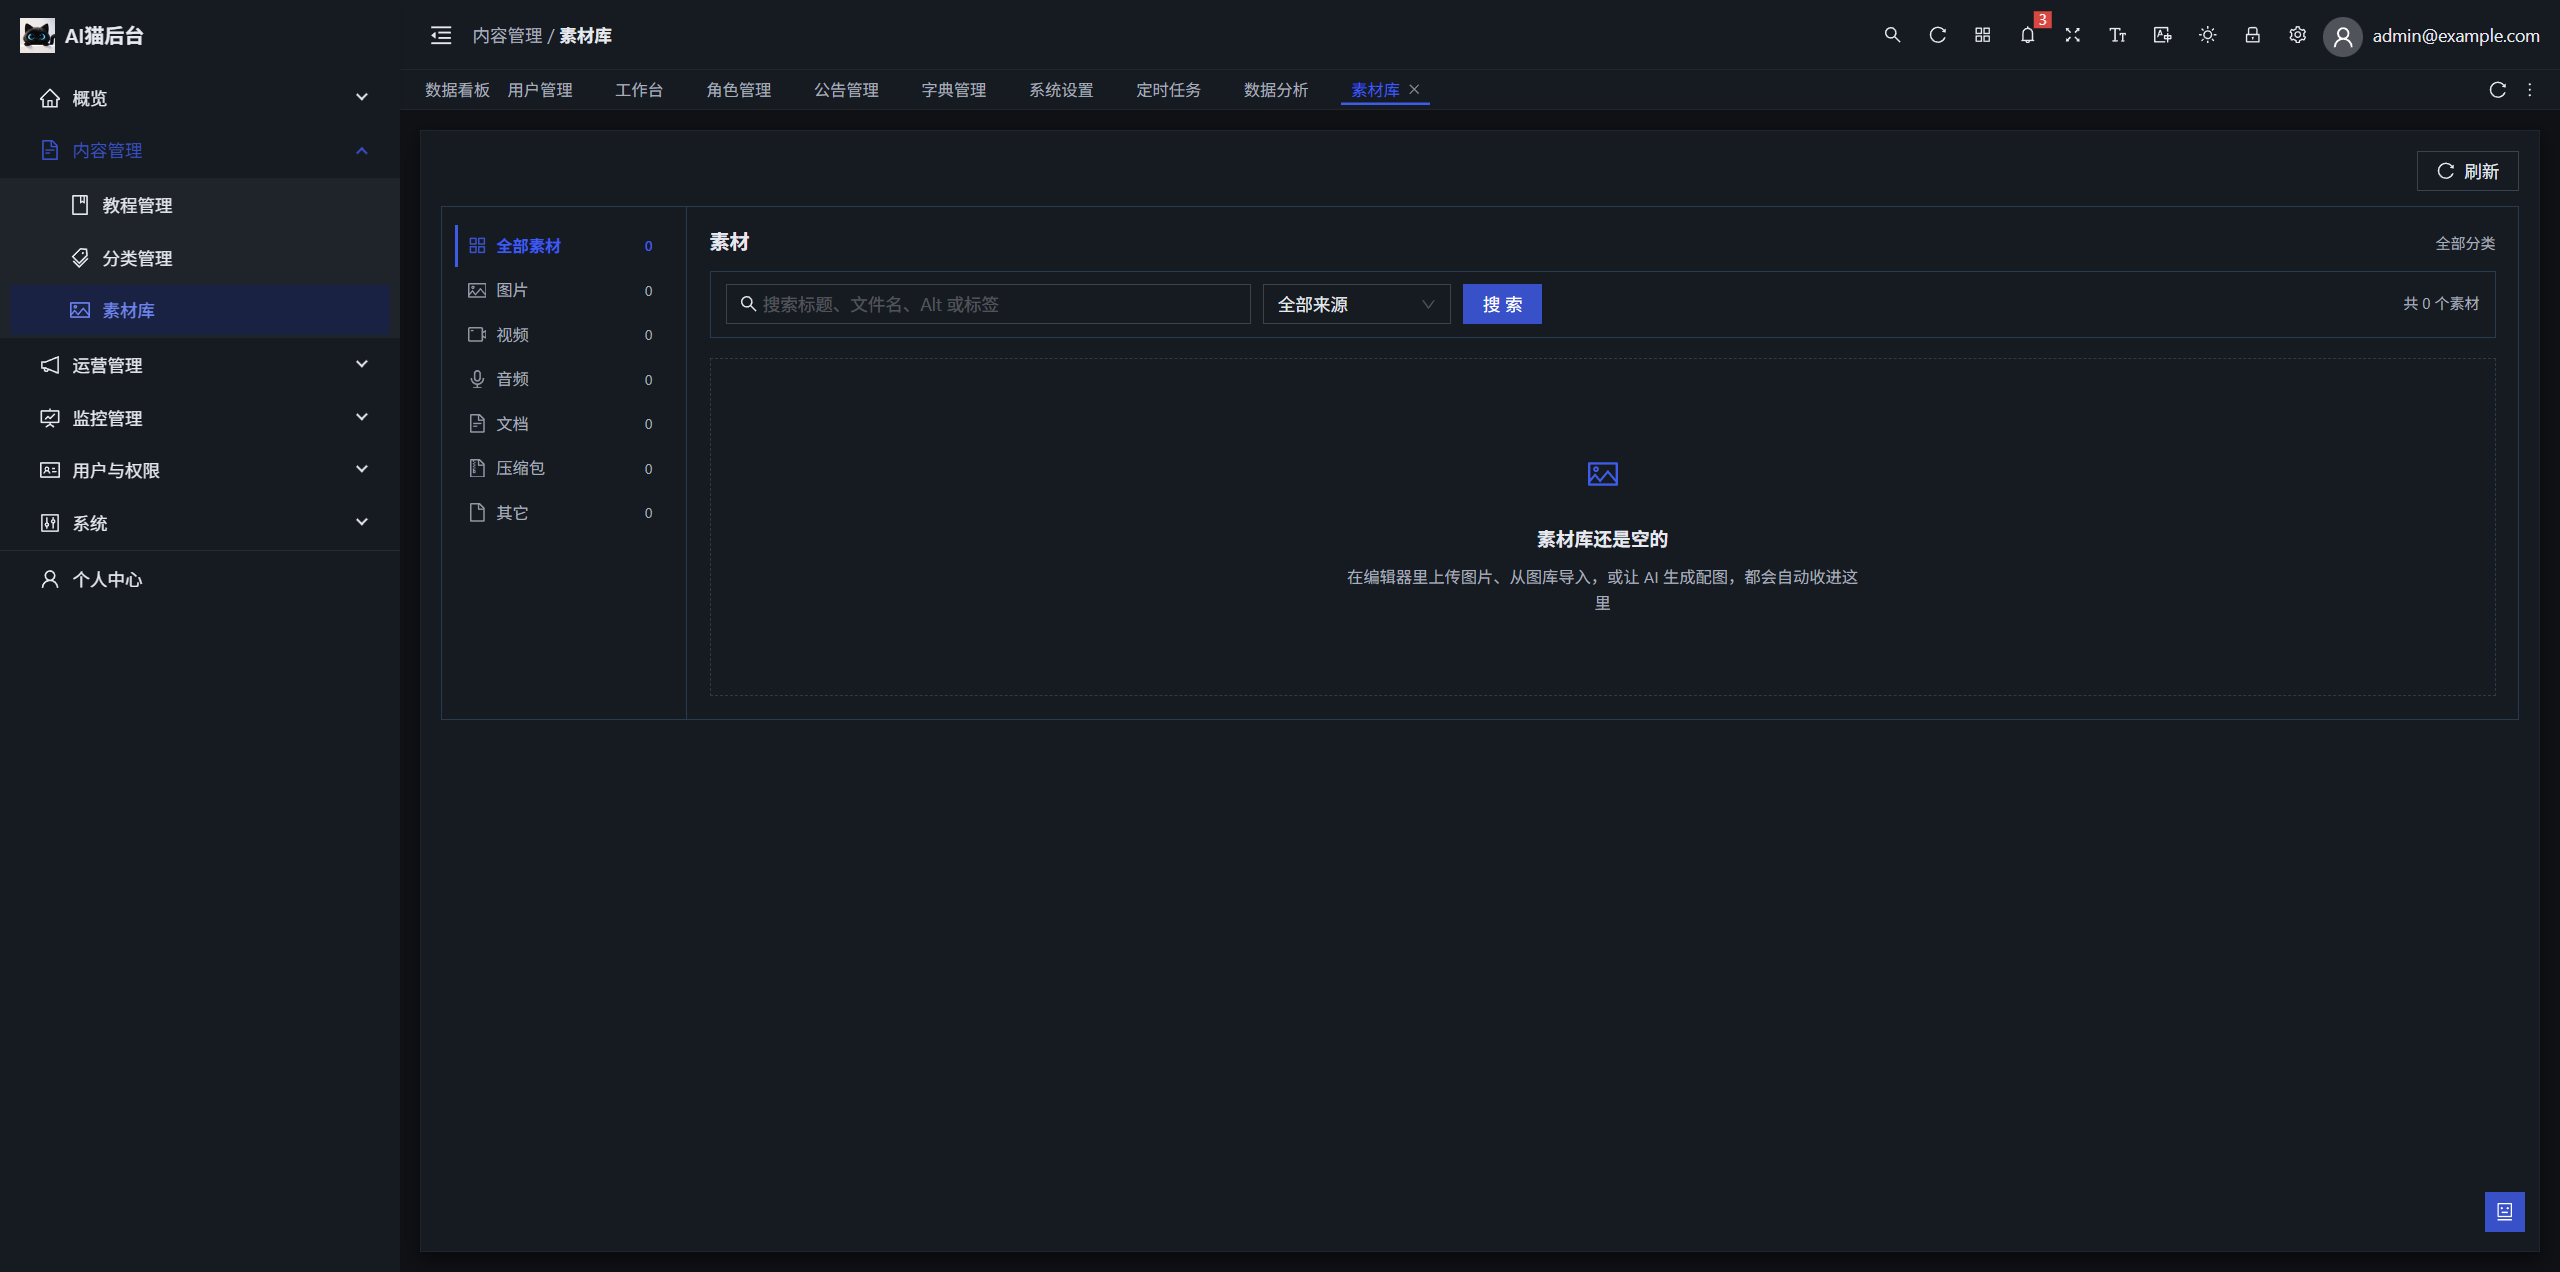 AI猫后台
内容管理 / 素材库
3
admin@example.com
数据看板 用户管理 工作台 角色管理 公告管理 字典管理 系统设置 定时任务 数据分析 素材库
概览
内容管理
教程管理
分类管理
素材库
运营管理
监控管理
用户与权限
系统
个人中心
刷新
全部素材 0
图片 0
视频 0
音频 0
文档 0
压缩包 0
其它 0
素材
全部分类
搜索标题、文件名、Alt 或标签
全部来源
搜 索
共 0 个素材
素材库还是空的
在编辑器里上传图片、从图库导入，或让 AI 生成配图，都会自动收进这
里